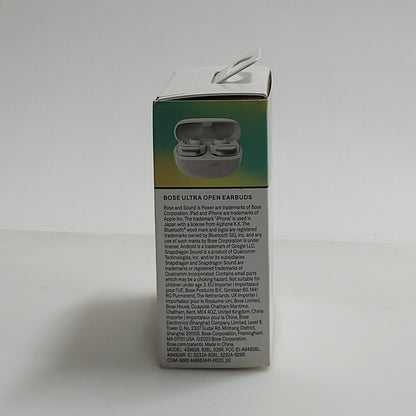 BOSE ULTRA OPEN EARBUDS
Bose and Sound is Power are trademarks of Bose
Corporation. iPad and iPhone are trademarks of
Apple Inc. The trademark "iPhone" is used in
Japan with a license from Aiphone K.K. The
Bluetooth® word mark and logos are registered
trademarks owned by Bluetooth SIG, Inc. and any
use of such marks by Bose Corporation is under
license. Android is a trademark of Google LLC.
Snapdragon Sound is a product of Qualcomm
Technologies, Inc. and/or its subsidiaries.
Snapdragon and Snapdragon Sound are
trademarks or registered trademarks of
Qualcomm Incorporated. Contains small parts
which may be a choking hazard. Not suitable for
children under age 3. EU Importer | Importateur
pour l'UE, Bose Products B.V., Gorslaan 60, 1441
RG Purmerend, The Netherlands. UK Importer |
Importateur pour le Royaume-Uni, Bose Limited,
Bose House, Quayside Chatham Maritime,
Chatham, Kent, ME4 4QZ, United Kingdom. China
Importer | Importateur pour la Chine, Bose
Electronics (Shanghai) Company Limited, Level 6,
Tower D, No. 2337 Gudai Rd. Minhang District,
Shanghai 201100. Bose Corporation, Framingham,
MA 01701 USA. ©2023 Bose Corporation.
Bose.com/patents. Made in China.
MODEL: 436926, 926L, 926R.
COM-9885 AM882441-0020_00